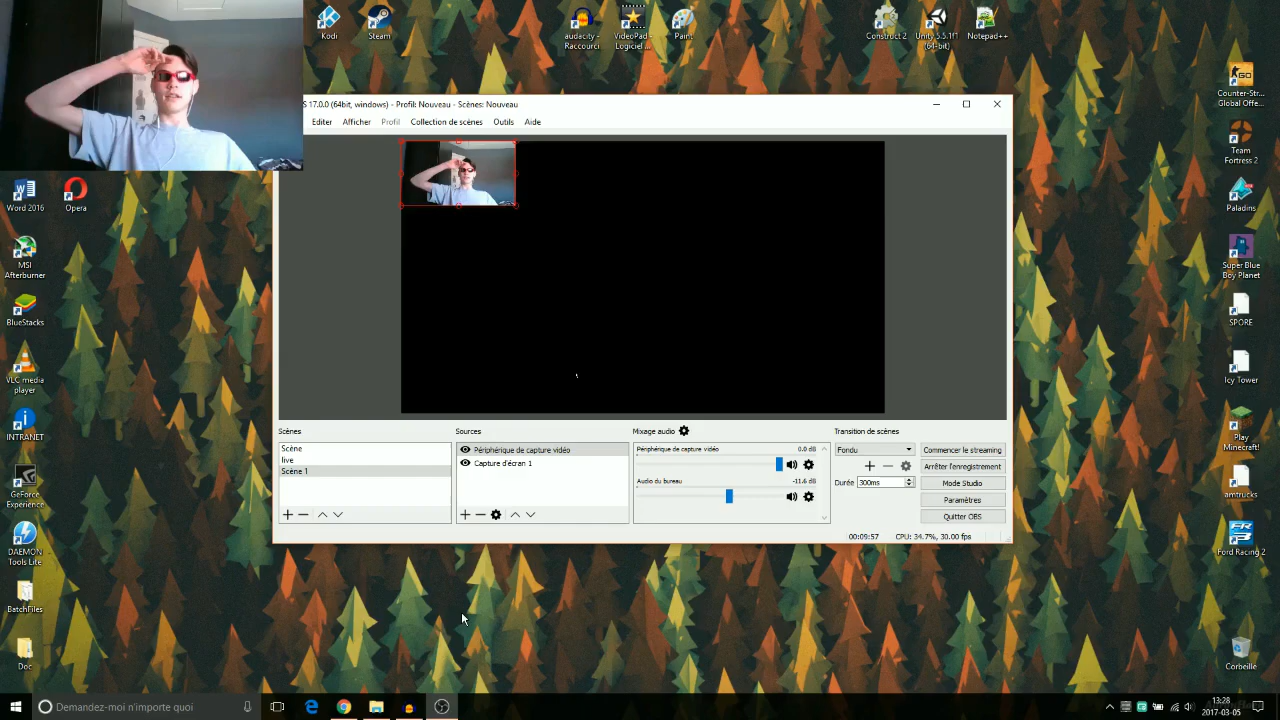 Kodi
Steam
audacity -
Raccourci
VideoPad -
Logiciel ...
Paint
Construct 2
Unity 5.5.1f1
(64-bit)
Notepad++
S 17.0.0 (64bit, windows) - Profil: Nouveau - Scènes: Nouveau
Editer
Afficher
Profil
Collection de scènes
Outils
Aide
Word 2016
Opera
MSI
Afterburner
BlueStacks
VLC media
player
INTRANET
GeForce
Experience
DAEMON
Tools Lite
BatchFiles
Doc
Counter-Str...
Global Offe...
Team
Fortress 2
Paladins
Super Blue
Boy Planet
SPORE
Icy Tower
Play
Minecraft!
amtrucks
Ford Racing 2
Corbeille
Scènes
Scène
live
Scène 1
Sources
Périphérique de capture vidéo
Capture d'écran 1
Mixage audio
Périphérique de capture vidéo
0.0 dB
Audio du bureau
-11.6 dB
Transition de scènes
Fondu
Durée
300ms
Commencer le streaming
Arrêter l'enregistrement
Mode Studio
Paramètres
Quitter OBS
00:09:57
CPU: 34.7%, 30.00 fps
Demandez-moi n'importe quoi
13:28
2017-03-05